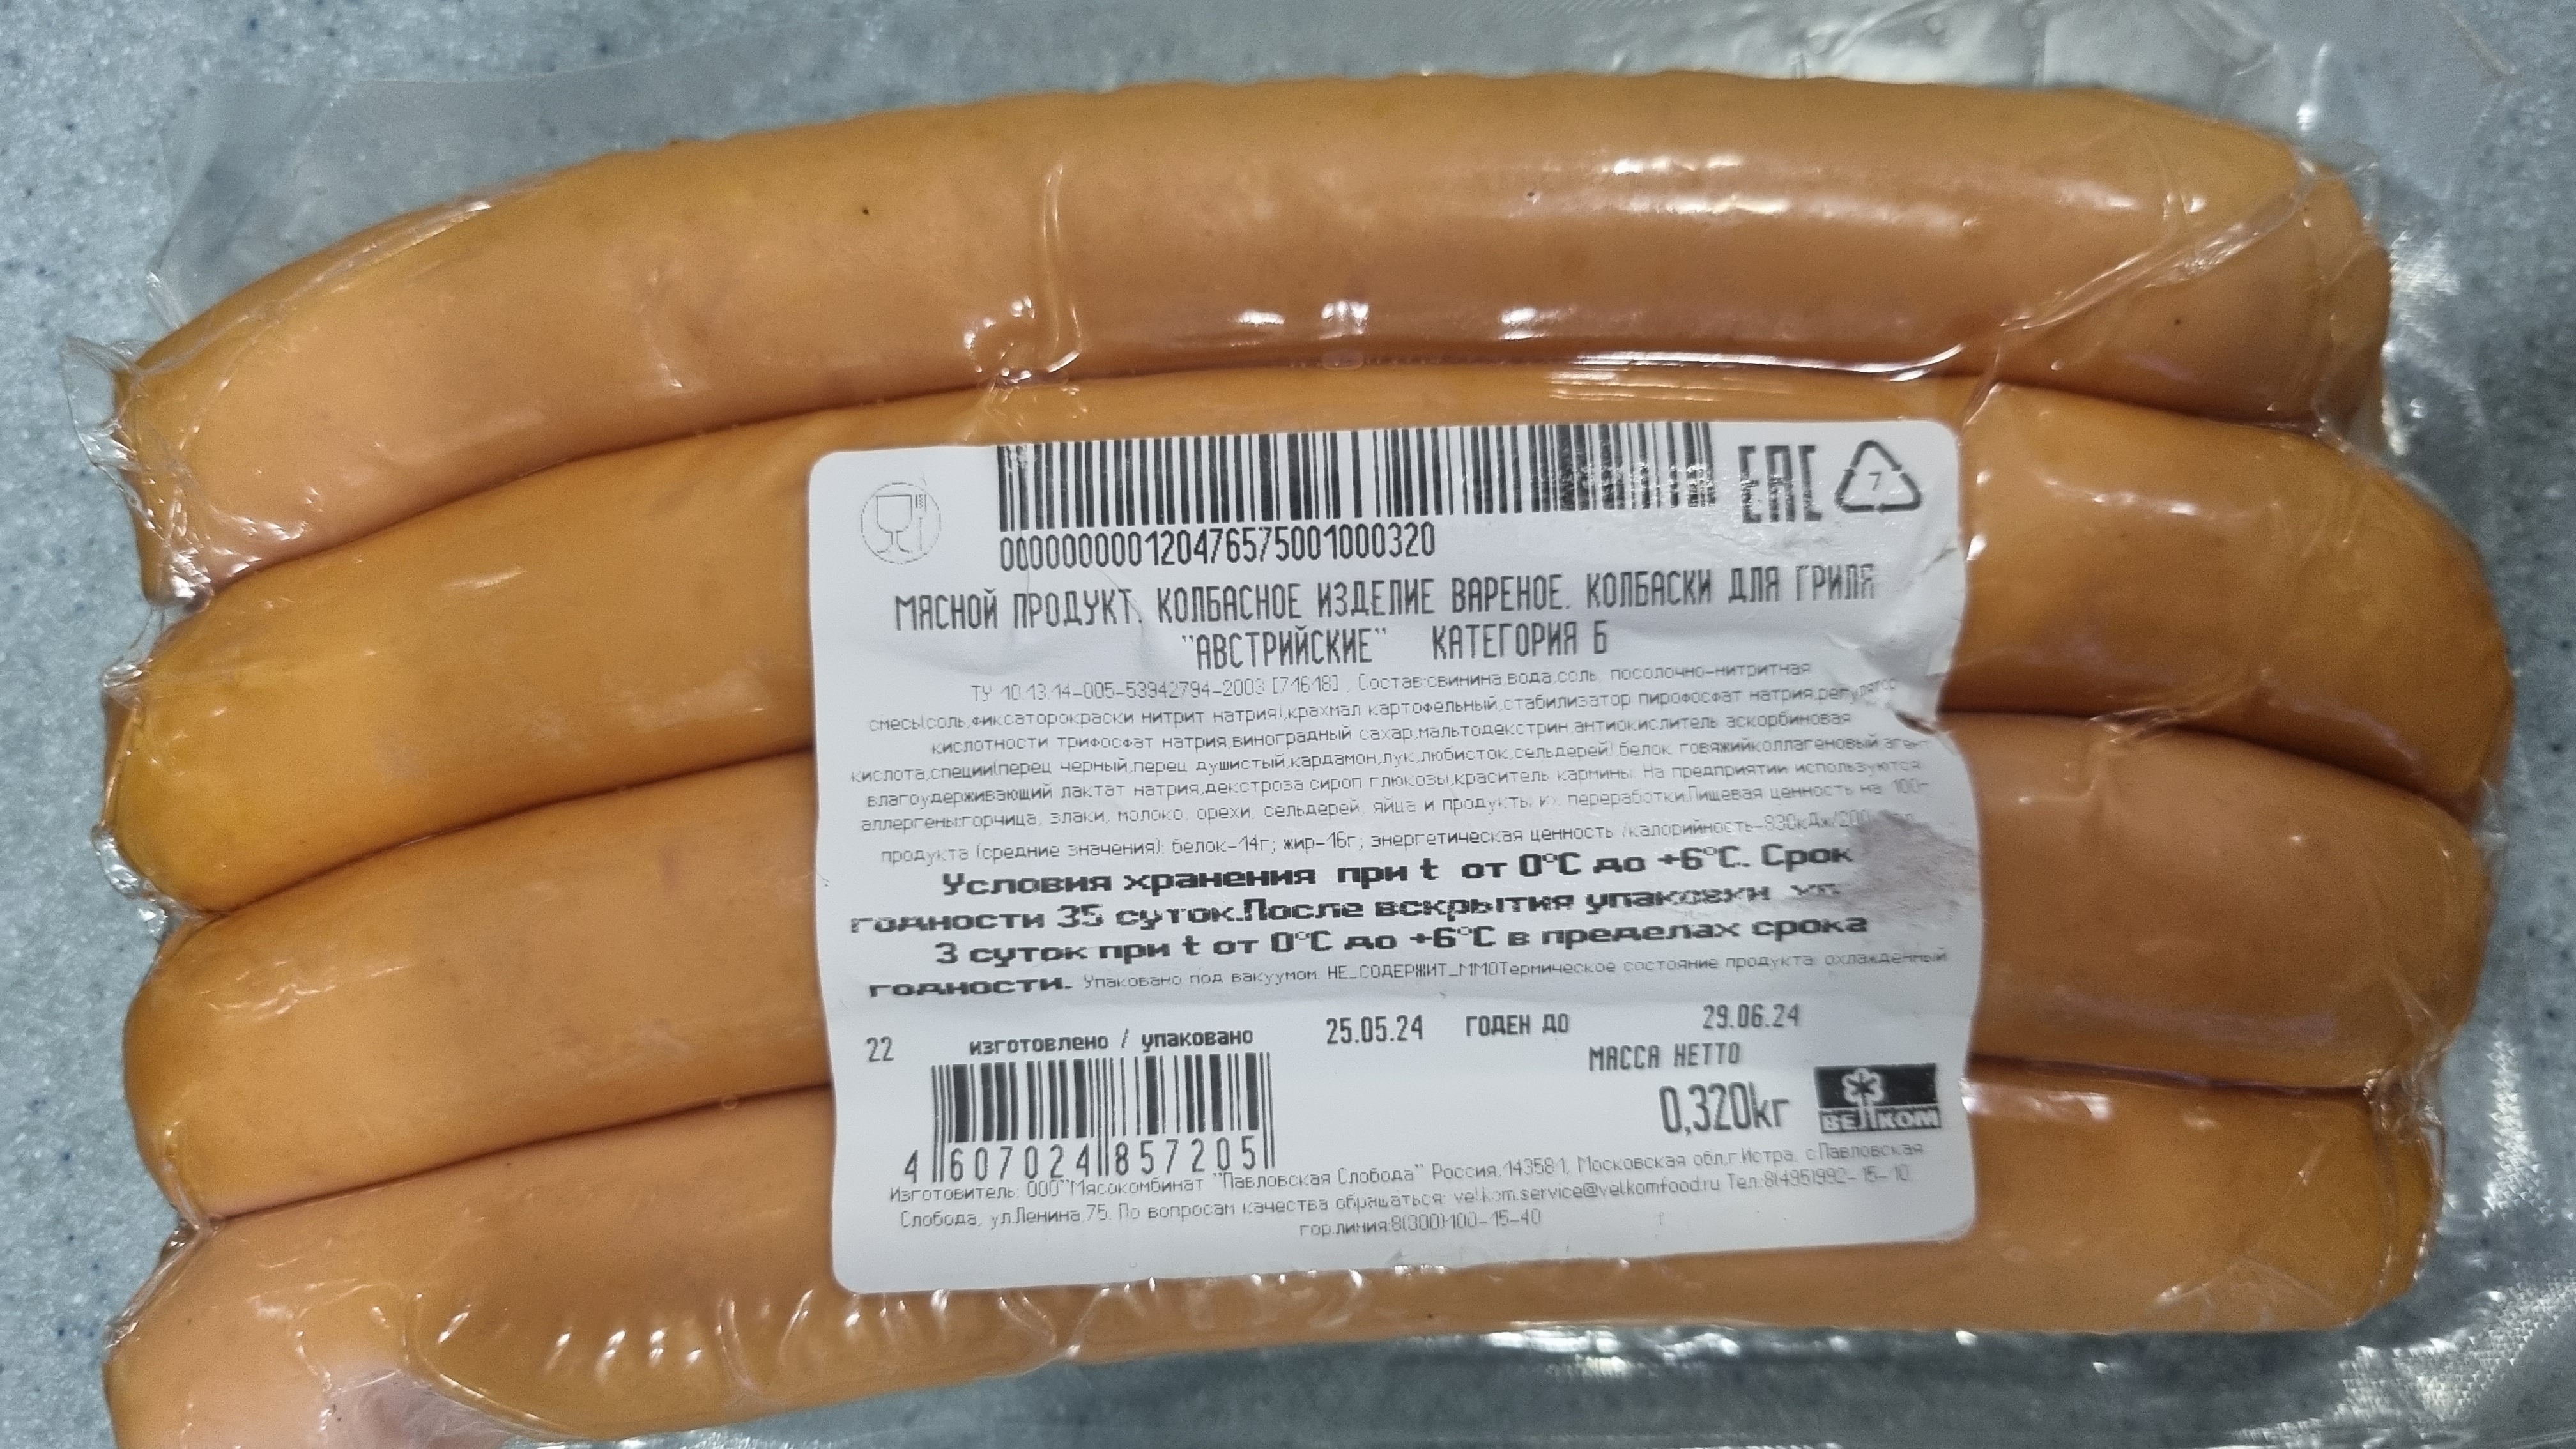 ЕАС
7
00000000012047657500​1000320
МЯСНОЙ ПРОДУКТ. КОЛБАСНОЕ ИЗДЕЛИЕ ВАРЕНОЕ. КОЛБАСКИ ДЛЯ ГРИЛЯ
"АВСТРИЙСКИЕ" КАТЕГОРИЯ Б
ТУ 10.13.14-005-53942794-2003 [71618] . Состав:свинина,вода,соль, посолочно-нитритная
смесь(соль,фиксаторокраски нитрит натрия),крахмал картофельный,стабилизатор пирофосфат натрия,регулятор
кислотности трифосфат натрия,виноградный сахар,мальтодекстрин,антиокислитель аскорбиновая
кислота,специи(перец черный,перец душистый,кардамон,лук,любисток,сельдерей) белок говяжийколлагеновый агент
влагоудерживающий лактат натрия,декстроза,сироп глюкозы,краситель кармины. На предприятии используются
аллергены:горчица, злаки, молоко, орехи, сельдерей, яйца и продукты их переработки.Пищевая ценность на 100г
продукта (средние значения): белок-14г; жир-16г; энергетическая ценность /калорийность-830кДж/200
Условия хранения при t от 0°C до +6°C. Срок
годности 35 суток.После вскрытия упаковки
3 суток при t от 0°C до +6°C в пределах срока
годности. Упаковано под вакуумом. НЕ_СОДЕРЖИТ_ГМОТермическое состояние продукта: охлажденный
22 изготовлено / упаковано 25.05.24 ГОДЕН ДО 29.06.24
МАССА НЕТТО
0,320кг
ВЕЛКОМ
4 607024 857205
Изготовитель: ООО"Мясокомбинат "Павловская Слобода" Россия,143581, Московская обл,г.Истра, с.Павловская
Слобода, ул.Ленина,75. По вопросам качества обращаться: velkom.service@velkomfood.ru Тел.:8(495)992-15-10,
гор.линия:8(800)100-15-40